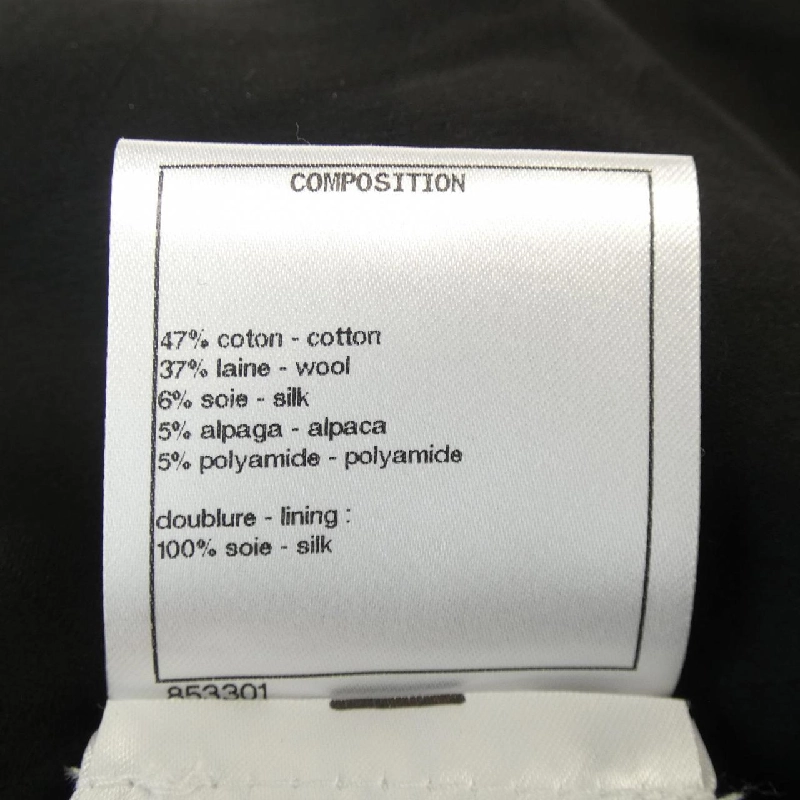 COMPOSITION
47% coton - cotton
37% laine - wool
6% soie - silk
5% alpaga - alpaca
5% polyamide - polyamide
doublure - lining :
100% soie - silk
853301